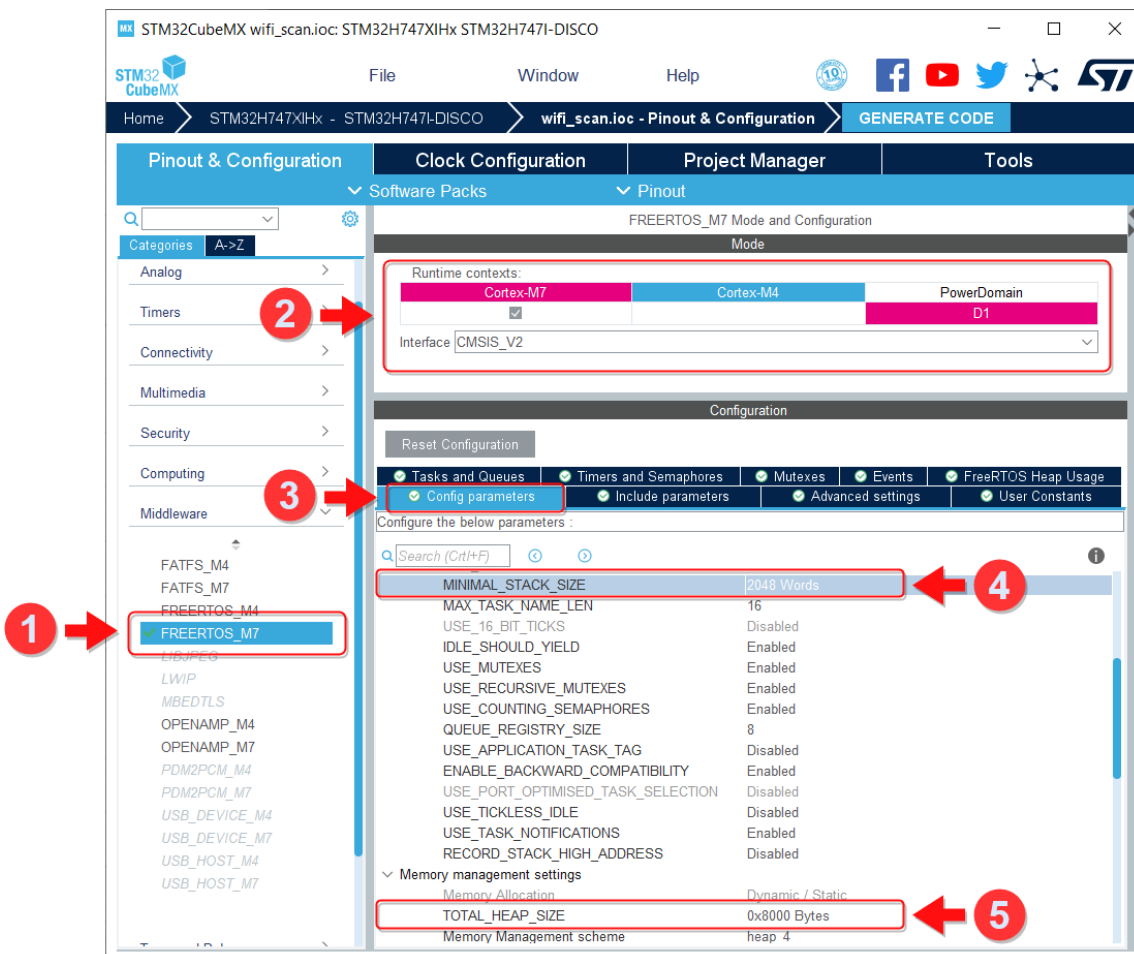 MX STM32CubeMX wifi_scan.ioc: STM32H747XIHx STM32H747I-DISCO
STM32 CubeMX File Window Help 10 ST
Home STM32H747XIHx - STM32H747I-DISCO wifi_scan.ioc - Pinout & Configuration GENERATE CODE
Pinout & Configuration Clock Configuration Project Manager Tools
Software Packs Pinout
Categories A->Z
Analog
Timers
Connectivity
Multimedia
Security
Computing
Middleware
FATFS_M4
FATFS_M7
FREERTOS_M4
1 FREERTOS_M7
LIBJPEG
LWIP
MBEDTLS
OPENAMP_M4
OPENAMP_M7
PDM2PCM_M4
PDM2PCM_M7
USB_DEVICE_M4
USB_DEVICE_M7
USB_HOST_M4
USB_HOST_M7
FREERTOS_M7 Mode and Configuration
Mode
2
Runtime contexts:
Cortex-M7 Cortex-M4 PowerDomain
D1
Interface CMSIS_V2
Configuration
Reset Configuration
3
Tasks and Queues Timers and Semaphores Mutexes Events FreeRTOS Heap Usage
Config parameters Include parameters Advanced settings User Constants
Configure the below parameters :
Search (Crtl+F)
MINIMAL_STACK_SIZE 2048 Words 4
MAX_TASK_NAME_LEN 16
USE_16_BIT_TICKS Disabled
IDLE_SHOULD_YIELD Enabled
USE_MUTEXES Enabled
USE_RECURSIVE_MUTEXES Enabled
USE_COUNTING_SEMAPHORES Enabled
QUEUE_REGISTRY_SIZE 8
USE_APPLICATION_TASK_TAG Disabled
ENABLE_BACKWARD_COMPATIBILITY Enabled
USE_PORT_OPTIMISED_TASK_SELECTION Disabled
USE_TICKLESS_IDLE Disabled
USE_TASK_NOTIFICATIONS Enabled
RECORD_STACK_HIGH_ADDRESS Disabled
Memory management settings
Memory Allocation Dynamic / Static
TOTAL_HEAP_SIZE 0x8000 Bytes 5
Memory Management scheme heap_4